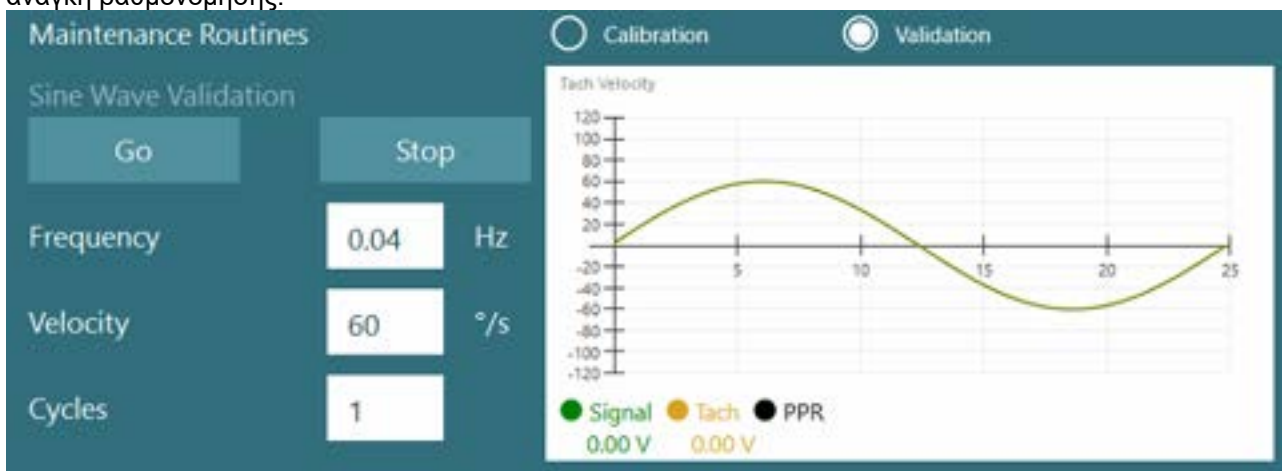 ανάγκη βαθμονόμησης.
Maintenance Routines
Calibration
Validation
Sine Wave Validation
Go
Stop
Frequency
0.04
Hz
Velocity
60
°/s
Cycles
1
Tach Velocity
120
100
80
60
40
20
-20
-40
-60
-80
-100
-120
5
10
15
20
25
Signal
Tach
PPR
0.00 V
0.00 V